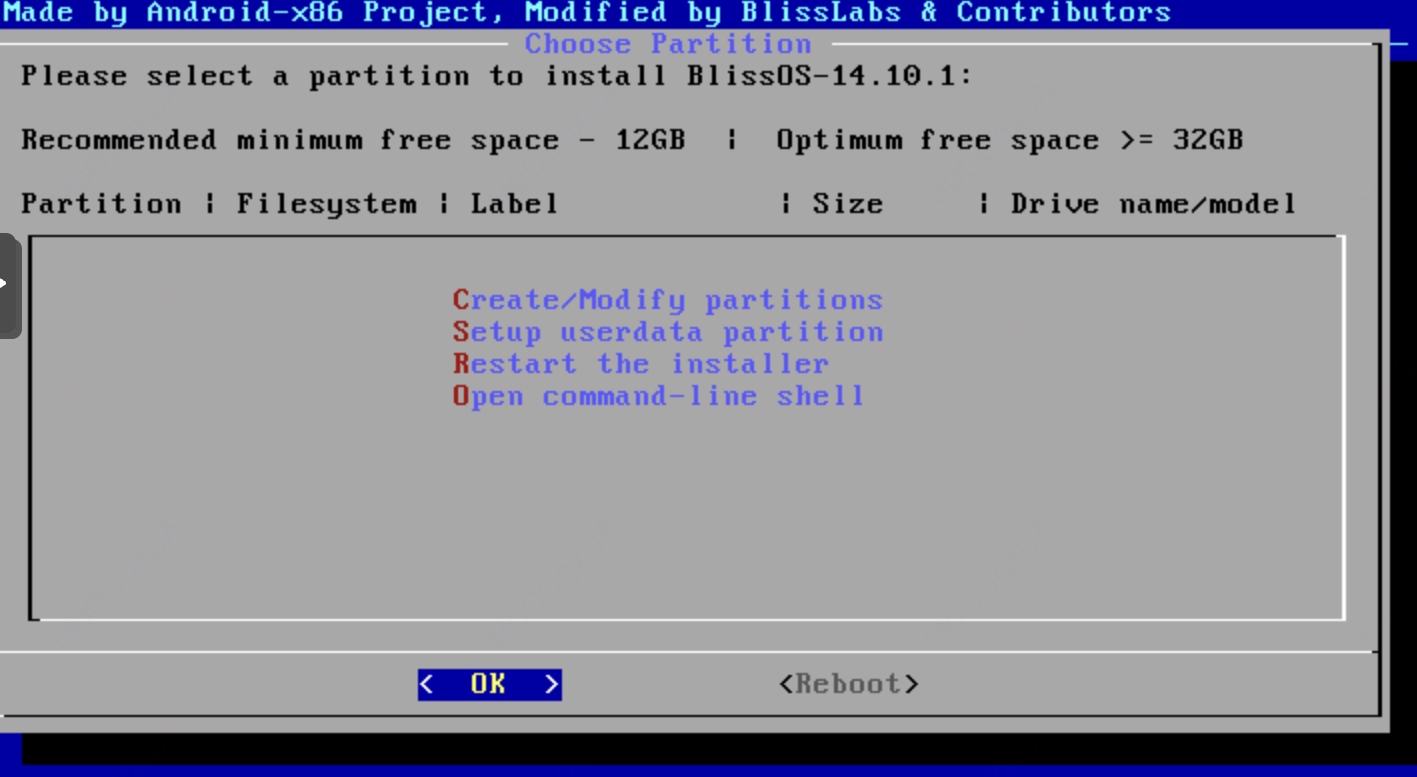 Made by Android-x86 Project, Modified by BlissLabs & Contributors
Choose Partition
Please select a partition to install BlissOS-14.10.1:
Recommended minimum free space - 12GB ¦ Optimum free space >= 32GB
Partition ¦ Filesystem ¦ Label ¦ Size ¦ Drive name/model
Create/Modify partitions
Setup userdata partition
Restart the installer
Open command-line shell
< OK > <Reboot>